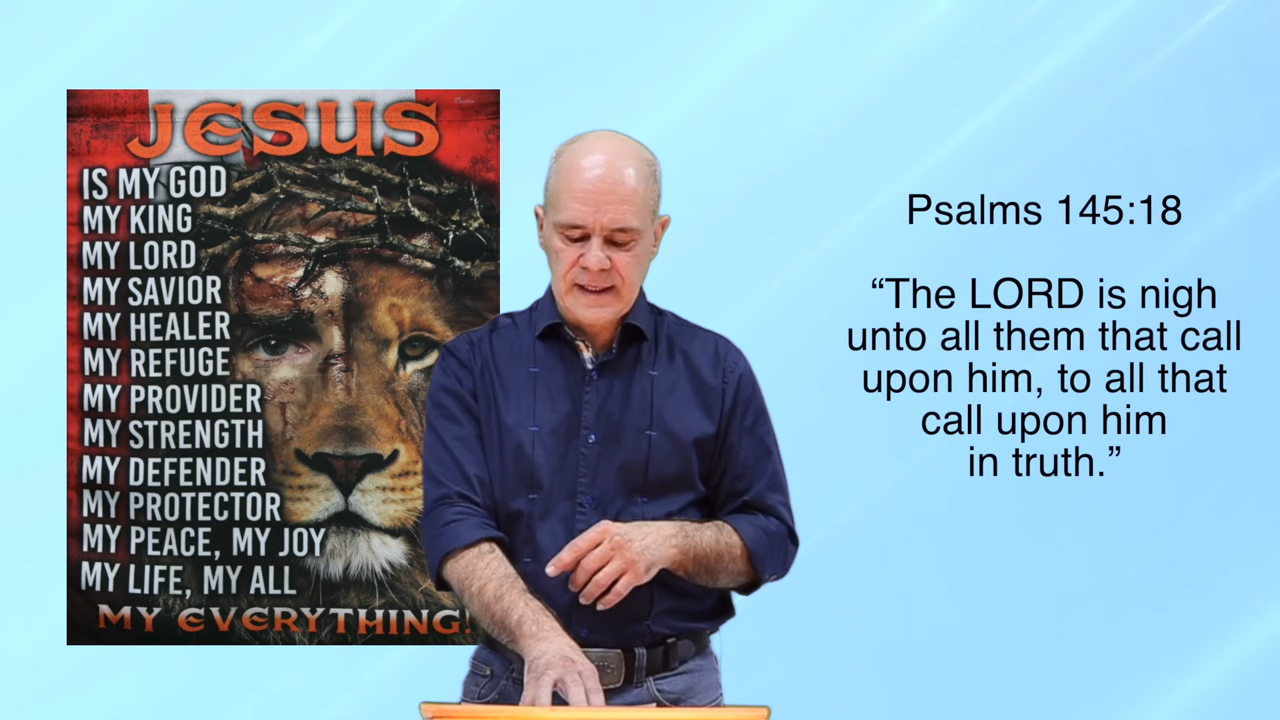 JESUS
IS MY GOD
MY KING
MY LORD
MY SAVIOR
MY HEALER
MY REFUGE
MY PROVIDER
MY STRENGTH
MY DEFENDER
MY PROTECTOR
MY PEACE, MY JOY
MY LIFE, MY ALL
MY EVERYTHING!
Psalms 145:18
“The LORD is nigh
unto all them that call
upon him, to all that
call upon him
in truth.”